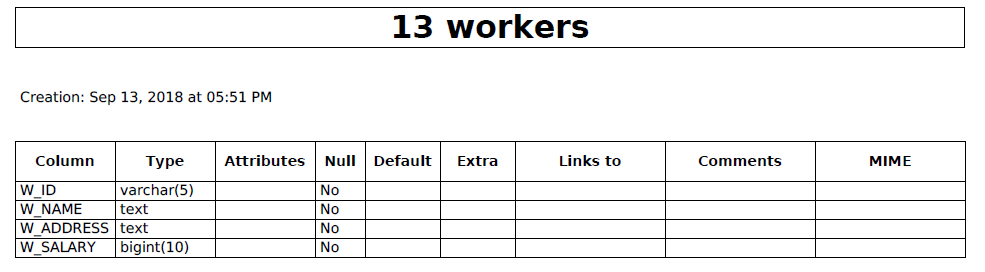 13 workers
Creation: Sep 13, 2018 at 05:51 PM
Column Type Attributes Null Default Extra Links to Comments MIME
W_ID varchar(5) No
W_NAME text No
W_ADDRESS text No
W_SALARY bigint(10) No